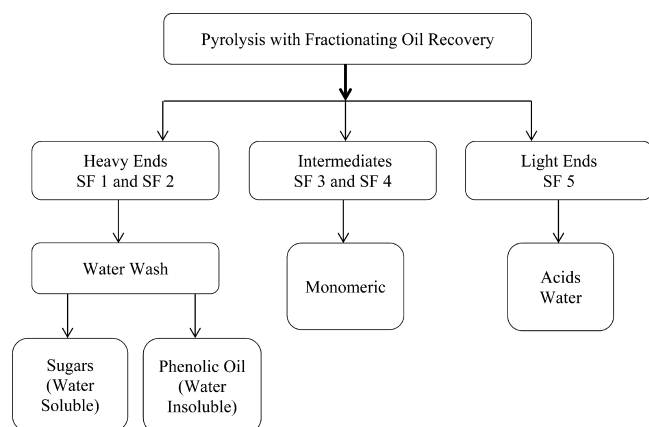 Pyrolysis with Fractionating Oil Recovery
Heavy Ends
SF 1 and SF 2
Intermediates
SF 3 and SF 4
Light Ends
SF 5
Water Wash
Monomeric
Acids
Water
Sugars
(Water
Soluble)
Phenolic Oil
(Water
Insoluble)